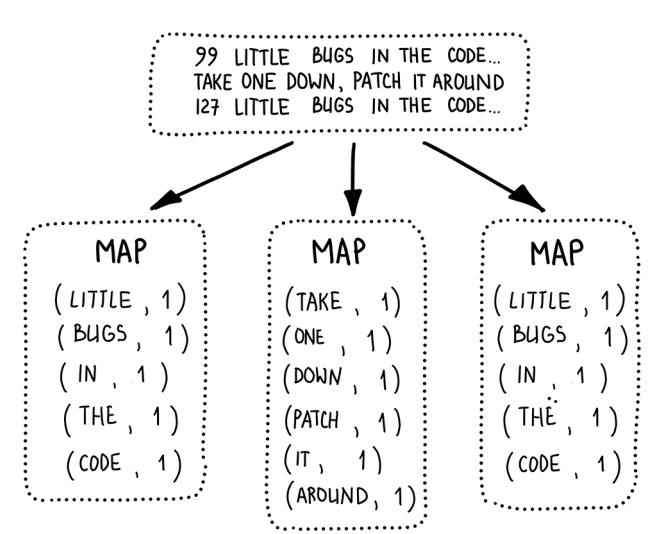 99 LITTLE BUGS IN THE CODE...
TAKE ONE DOWN, PATCH IT AROUND
127 LITTLE BUGS IN THE CODE...
MAP
(LITTLE, 1)
(BUGS, 1)
(IN, 1)
(THE, 1)
(CODE, 1)
MAP
(TAKE, 1)
(ONE, 1)
(DOWN, 1)
(PATCH, 1)
(IT, 1)
(AROUND, 1)
MAP
(LITTLE, 1)
(BUGS, 1)
(IN, 1)
(THE, 1)
(CODE, 1)